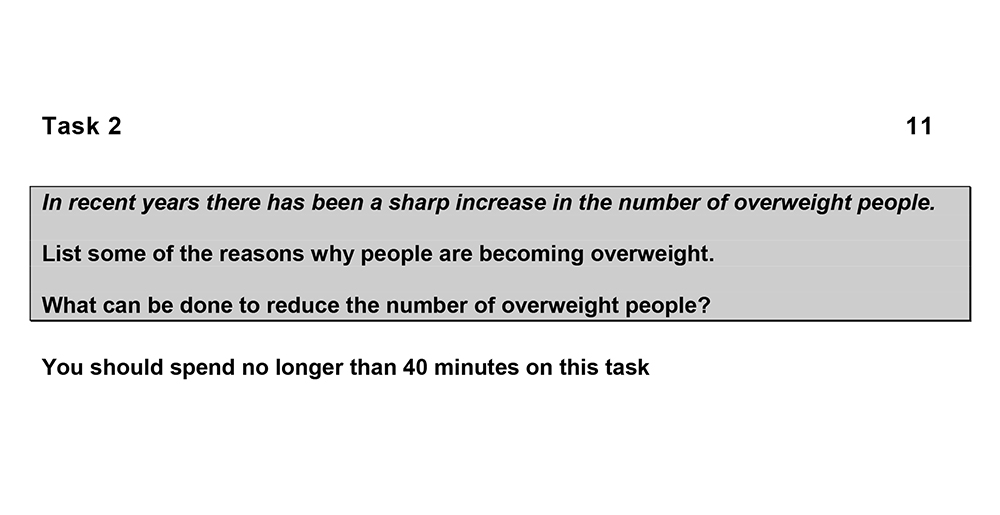 Task 2 11
In recent years there has been a sharp increase in the number of overweight people.
List some of the reasons why people are becoming overweight.
What can be done to reduce the number of overweight people?
You should spend no longer than 40 minutes on this task